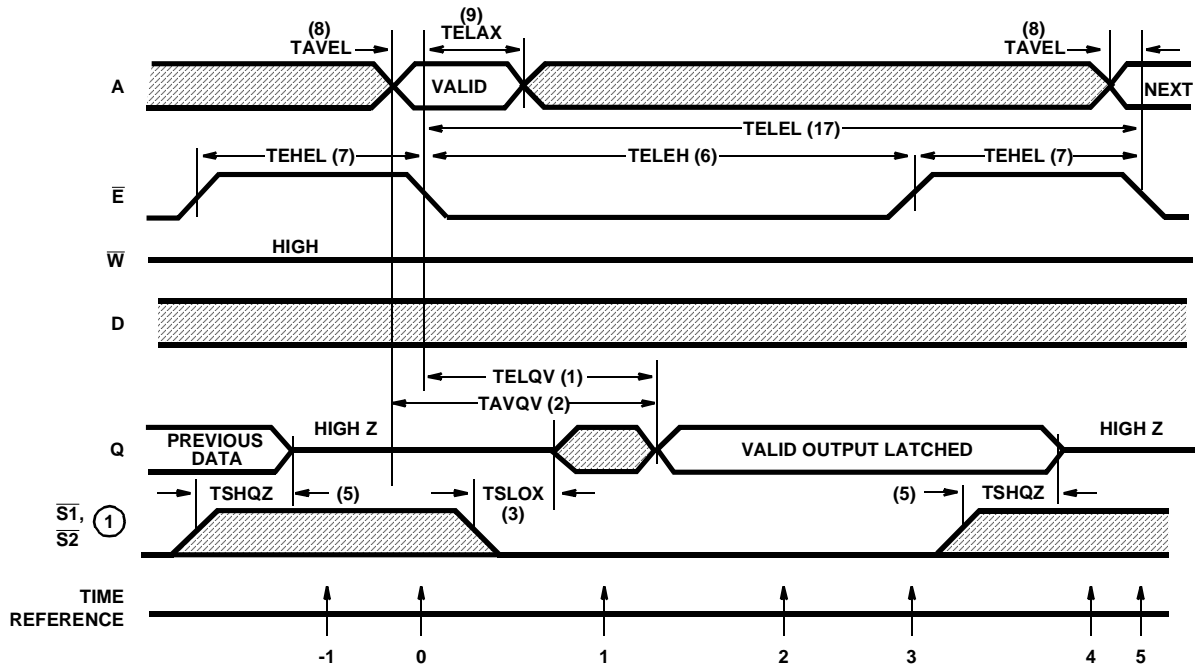 (8)
TAVEL
(9)
TELAX
(8)
TAVEL
A
VALID
NEXT
TELEL (17)
TEHEL (7)
TELEH (6)
TEHEL (7)
E
HIGH
W
D
TELQV (1)
TAVQV (2)
Q
PREVIOUS
DATA
HIGH Z
VALID OUTPUT LATCHED
HIGH Z
TSHQZ
(5)
TSLOX
(3)
(5)
TSHQZ
S1,
S2
1
TIME
REFERENCE
-1
0
1
2
3
4
5